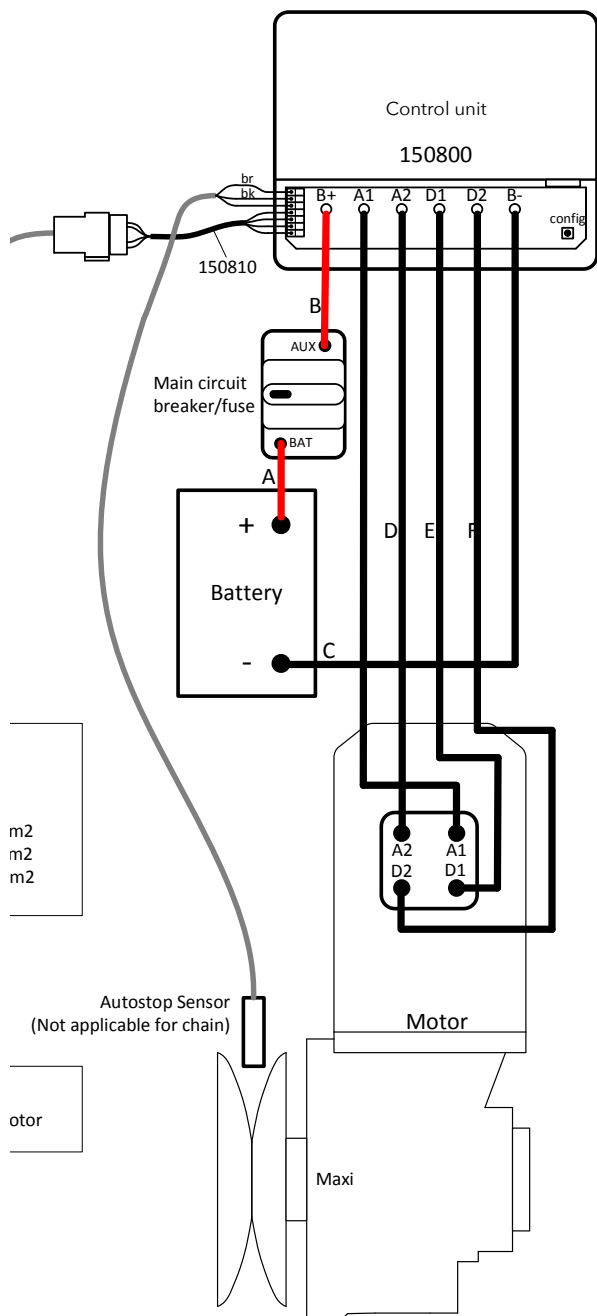 Control unit
150800
br
bk
B+ A1 A2 D1 D2 B-
config
150810
B
AUX
Main circuit
breaker/fuse
BAT
A
+
D E F
Battery
C
-
m2
m2
m2
A2 A1
D2 D1
Autostop Sensor
(Not applicable for chain)
Motor
otor
Maxi